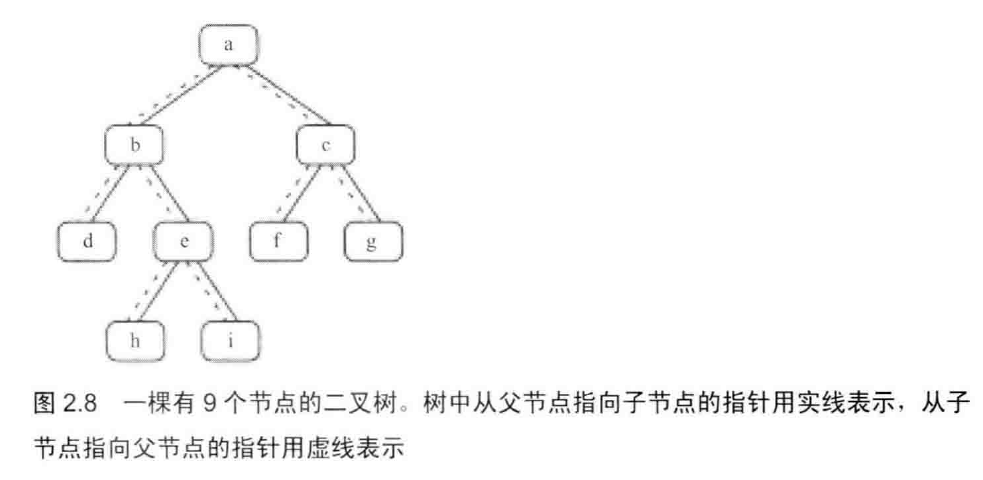 a
b c
d e f g
h i
图 2.8 一棵有 9 个节点的二叉树。树中从父节点指向子节点的指针用实线表示，从子
节点指向父节点的指针用虚线表示